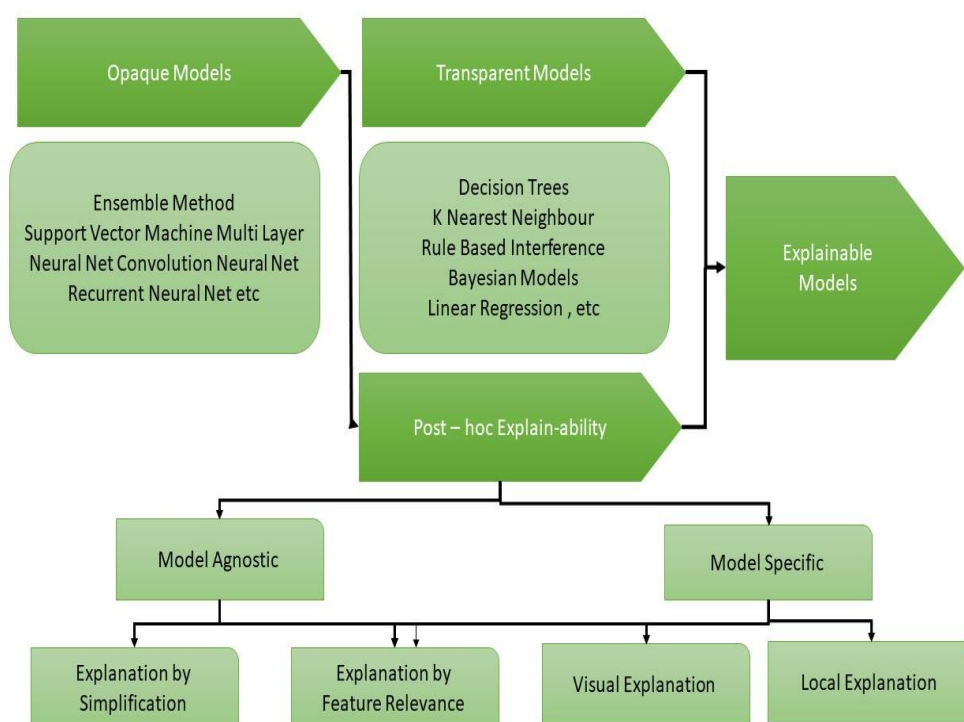 Opaque Models
Transparent Models
Ensemble Method
Support Vector Machine Multi Layer
Neural Net Convolution Neural Net
Recurrent Neural Net etc
Decision Trees
K Nearest Neighbour
Rule Based Interference
Bayesian Models
Linear Regression , etc
Explainable
Models
Post – hoc Explain-ability
Model Agnostic
Model Specific
Explanation by
Simplification
Explanation by
Feature Relevance
Visual Explanation
Local Explanation